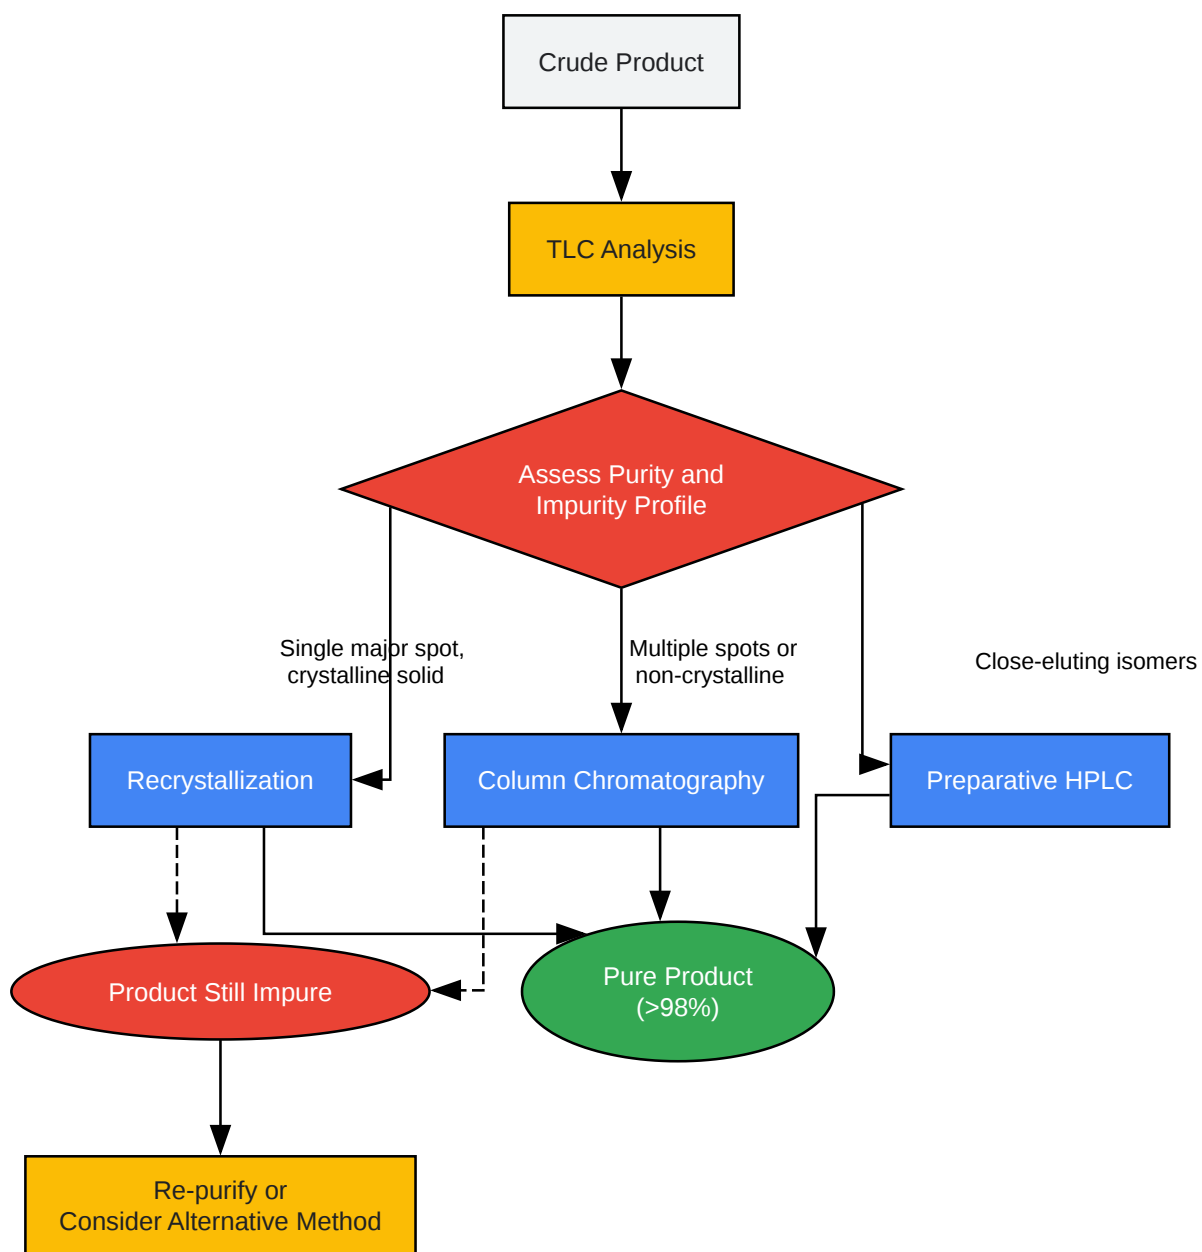 Crude Product
TLC Analysis
Assess Purity and
Impurity Profile
Single major spot,
crystalline solid
Multiple spots or
non-crystalline
Close-eluting isomers
Recrystallization
Column Chromatography
Preparative HPLC
Product Still Impure
Pure Product
(>98%)
Re-purify or
Consider Alternative Method